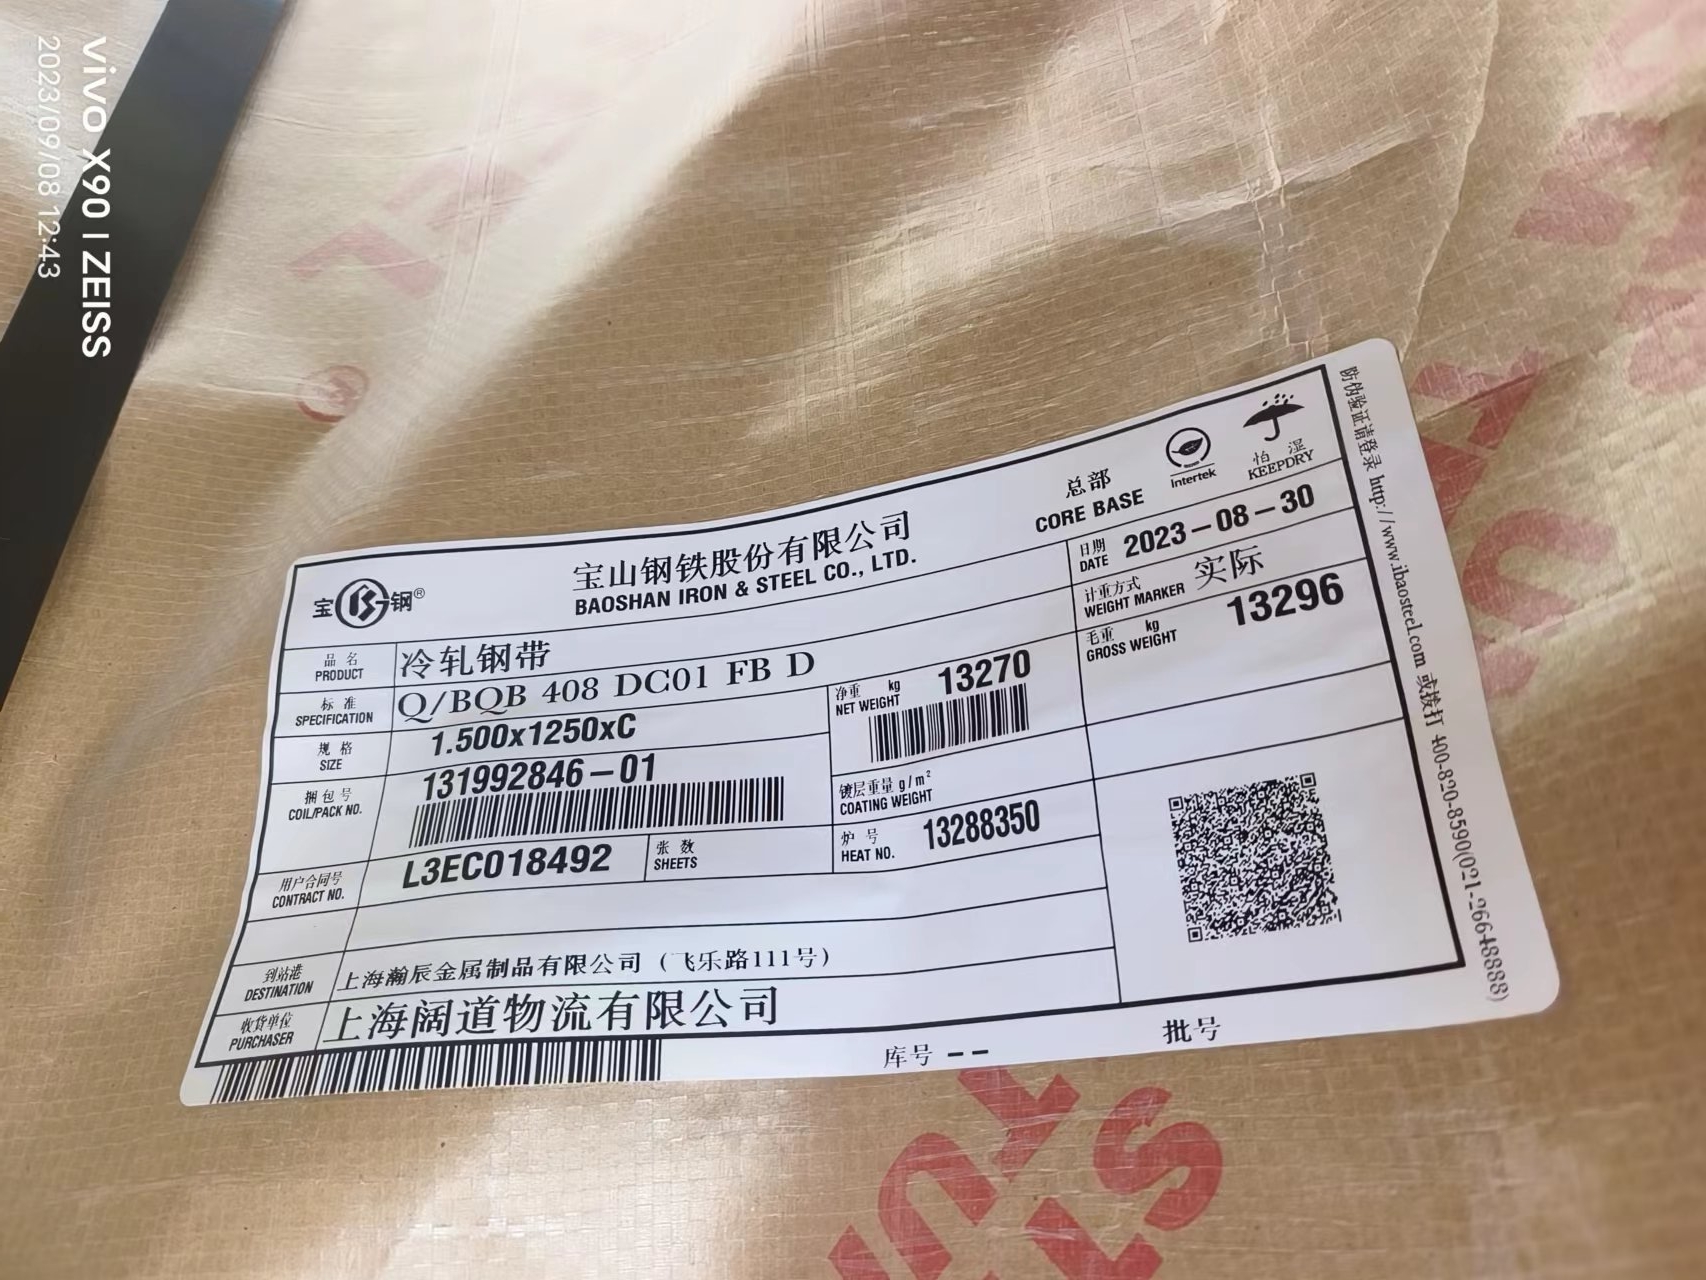 vivo X90 | ZEISS
2023/09/08 12:43
宝 钢®
宝山钢铁股份有限公司
BAOSHAN IRON & STEEL CO., LTD.
总部
CORE BASE
Intertek
怕 湿
KEEPDRY
日期
DATE
2023－08－30
计重方式
WEIGHT MARKER
实际
毛重 kg
GROSS WEIGHT
13296
品 名
PRODUCT
冷轧钢带
标 准
SPECIFICATION
Q/BQB 408 DC01 FB D
规 格
SIZE
1.500x1250xC
净重 kg
NET WEIGHT
13270
捆 包 号
COIL/PACK NO.
131992846－01
镀层重量 g/m²
COATING WEIGHT
用户合同号
CONTRACT NO.
L3EC018492
张 数
SHEETS
炉 号
HEAT NO.
13288350
到站港
DESTINATION
上海瀚辰金属制品有限公司（飞乐路111号）
收货单位
PURCHASER
上海阔道物流有限公司
库号 －－
批号
防伪验证请登录 http://www.ibaosteel.com 或拨打 400-820-8590(021-26648888)